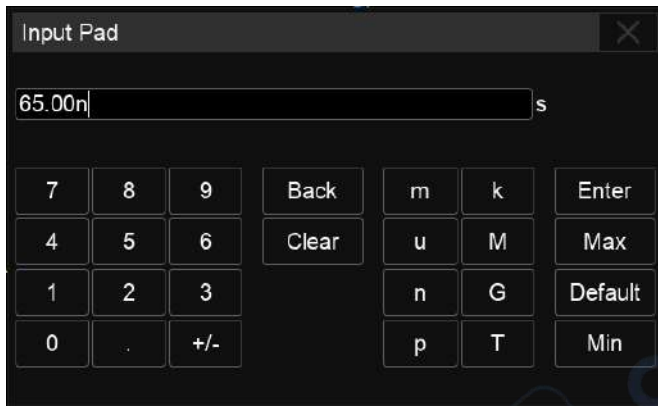 Input Pad
65.00n s
7 8 9 Back m k Enter
4 5 6 Clear u M Max
1 2 3 n G Default
0 . +/- p T Min